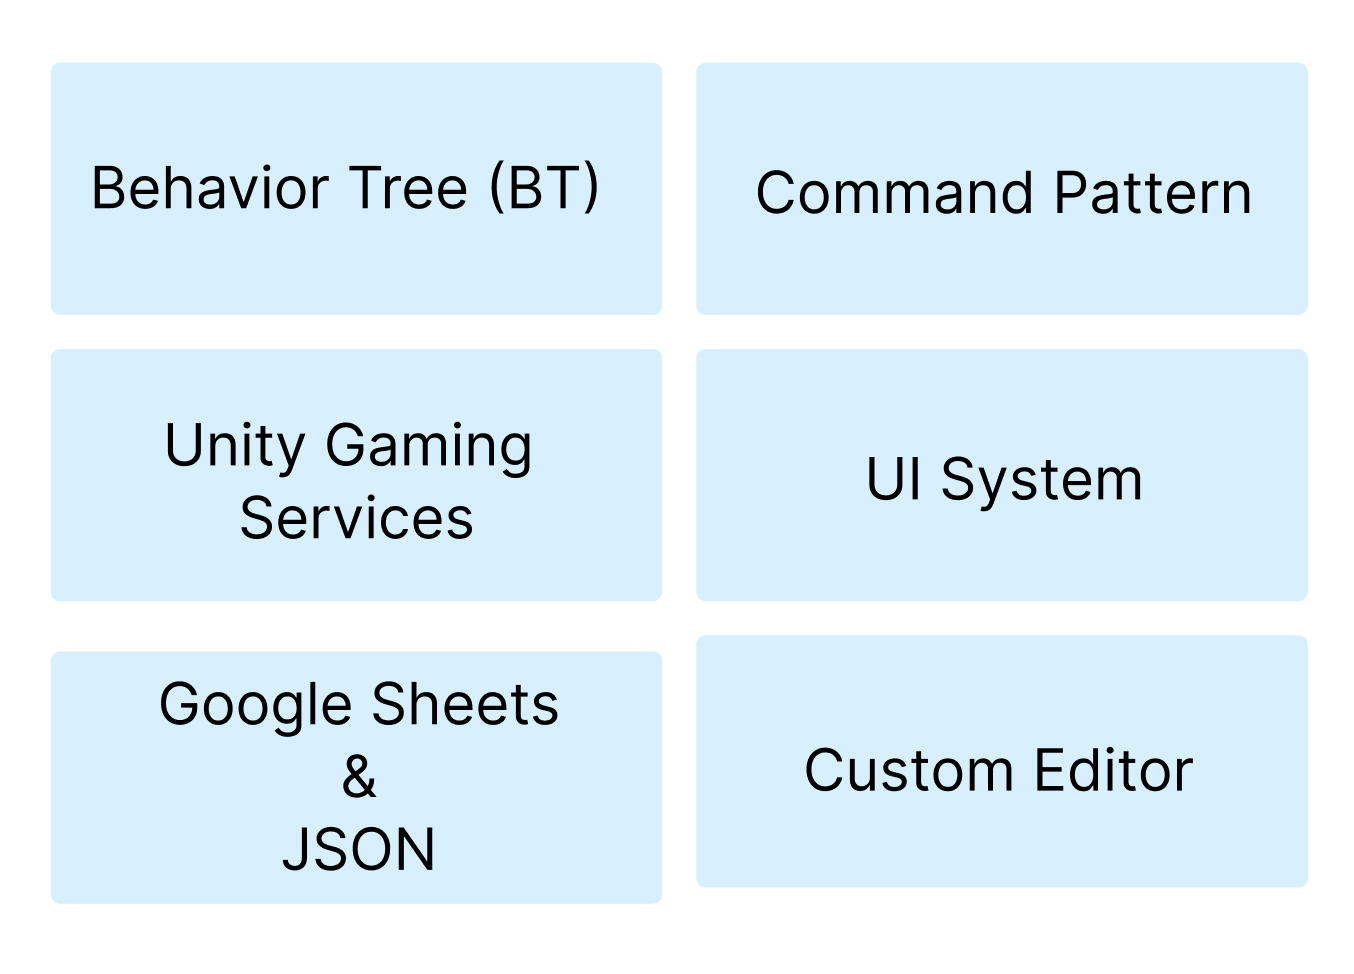 Behavior Tree (BT)
Command Pattern
Unity Gaming
Services
UI System
Google Sheets
&
JSON
Custom Editor